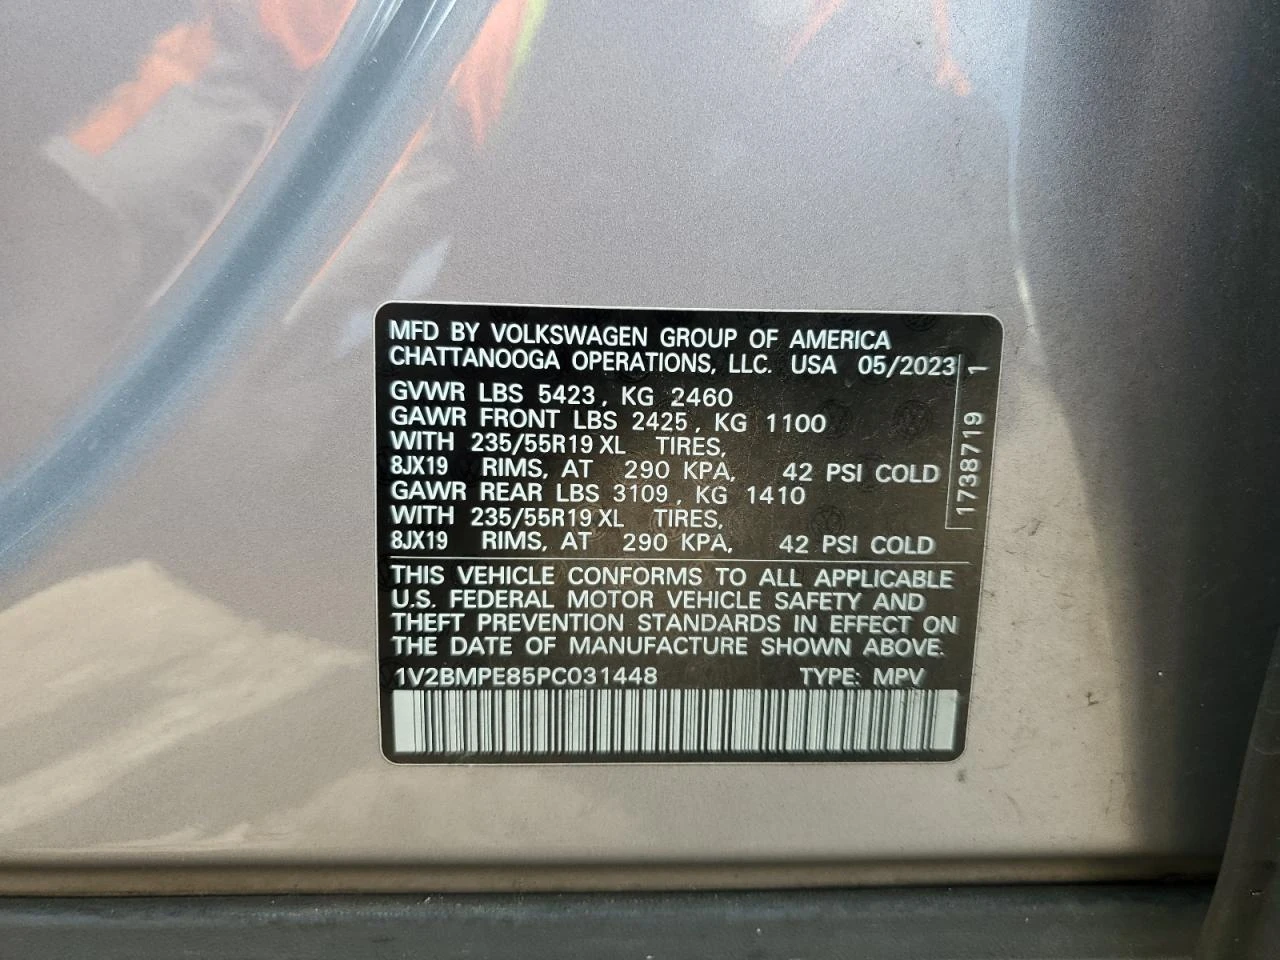 MFD BY VOLKSWAGEN GROUP OF AMERICA
CHATTANOOGA OPERATIONS, LLC. USA 05/2023
GVWR LBS 5423, KG 2460
GAWR FRONT LBS 2425, KG 1100
WITH 235/55R19 XL TIRES,
8JX19 RIMS, AT 290 KPA, 42 PSI COLD
GAWR REAR LBS 3109, KG 1410
WITH 235/55R19 XL TIRES,
8JX19 RIMS, AT 290 KPA, 42 PSI COLD
1738719 1
THIS VEHICLE CONFORMS TO ALL APPLICABLE
U.S. FEDERAL MOTOR VEHICLE SAFETY AND
THEFT PREVENTION STANDARDS IN EFFECT ON
THE DATE OF MANUFACTURE SHOWN ABOVE.
1V2BMPE85PC031448 TYPE: MPV